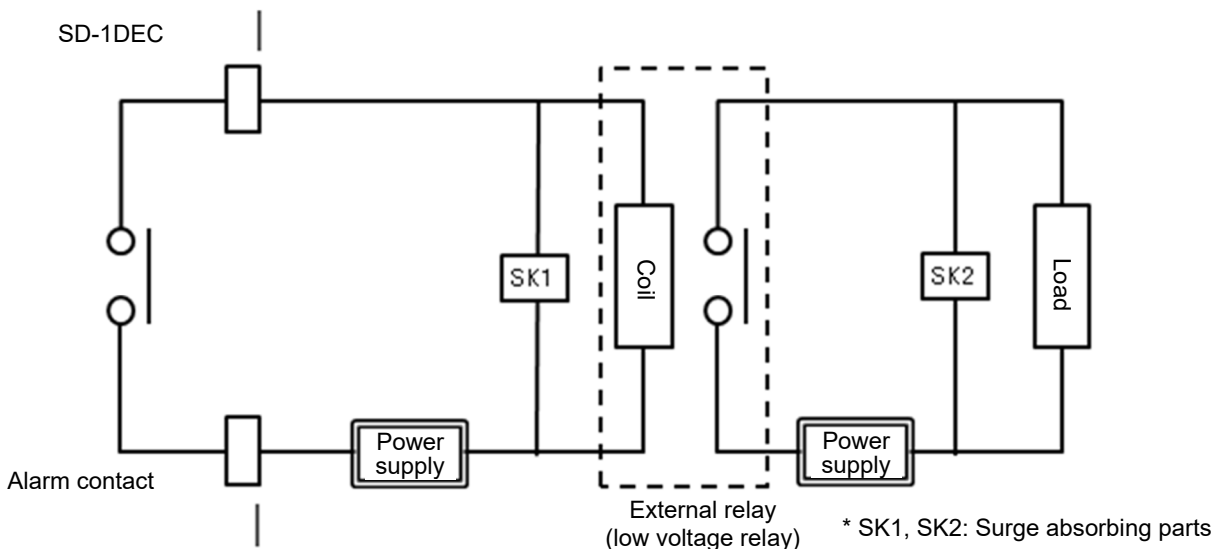 SD-1DEC
SK1
Coil
SK2
Load
Power
supply
Power
supply
Alarm contact
External relay
(low voltage relay)
* SK1, SK2: Surge absorbing parts